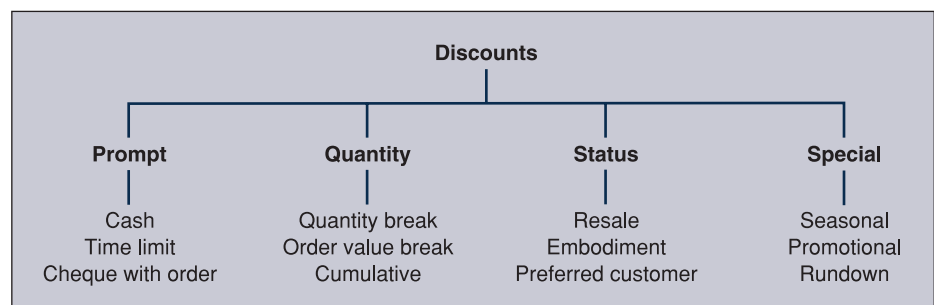 Discounts
Prompt
Quantity
Status
Special
Cash
Time limit
Cheque with order
Quantity break
Order value break
Cumulative
Resale
Embodiment
Preferred customer
Seasonal
Promotional
Rundown